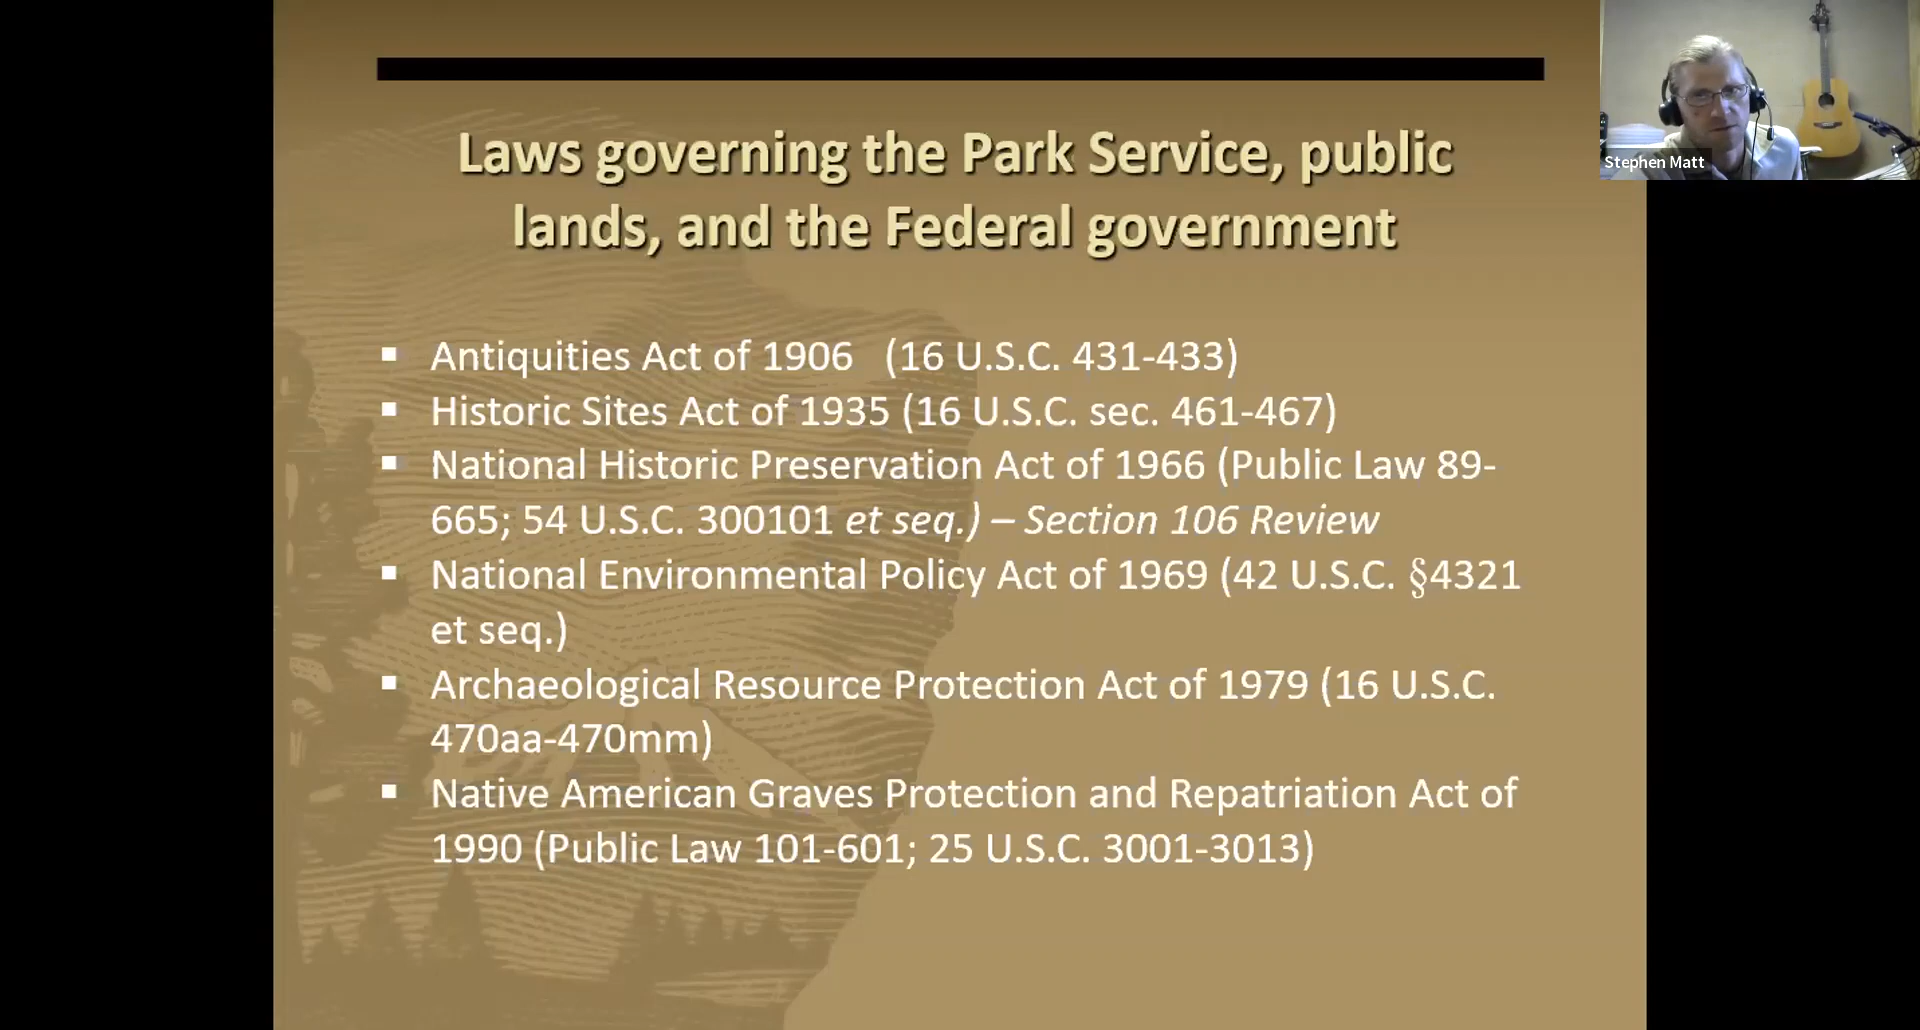 Laws governing the Park Service, public
lands, and the Federal government
Stephen Matt
▪ Antiquities Act of 1906 (16 U.S.C. 431-433)
▪ Historic Sites Act of 1935 (16 U.S.C. sec. 461-467)
▪ National Historic Preservation Act of 1966 (Public Law 89-
665; 54 U.S.C. 300101 et seq.) – Section 106 Review
▪ National Environmental Policy Act of 1969 (42 U.S.C. §4321
et seq.)
▪ Archaeological Resource Protection Act of 1979 (16 U.S.C.
470aa-470mm)
▪ Native American Graves Protection and Repatriation Act of
1990 (Public Law 101-601; 25 U.S.C. 3001-3013)